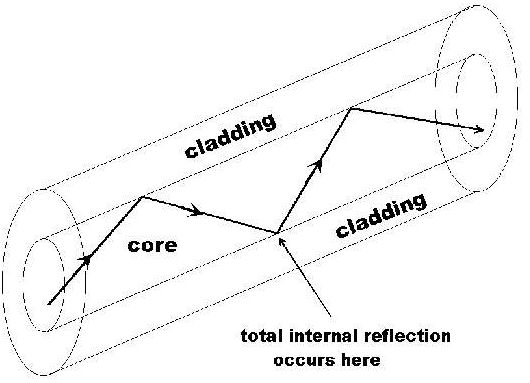 cladding
core
cladding
total internal reflection
occurs here